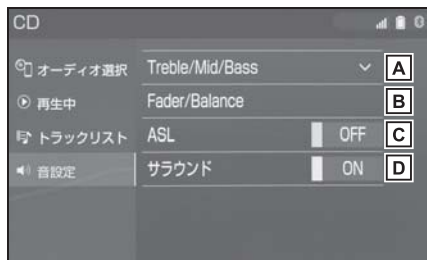 CD
オーディオ選択
Treble/Mid/Bass
A
再生中
Fader/Balance
B
トラックリスト
ASL
OFF
C
音設定
サラウンド
ON
D